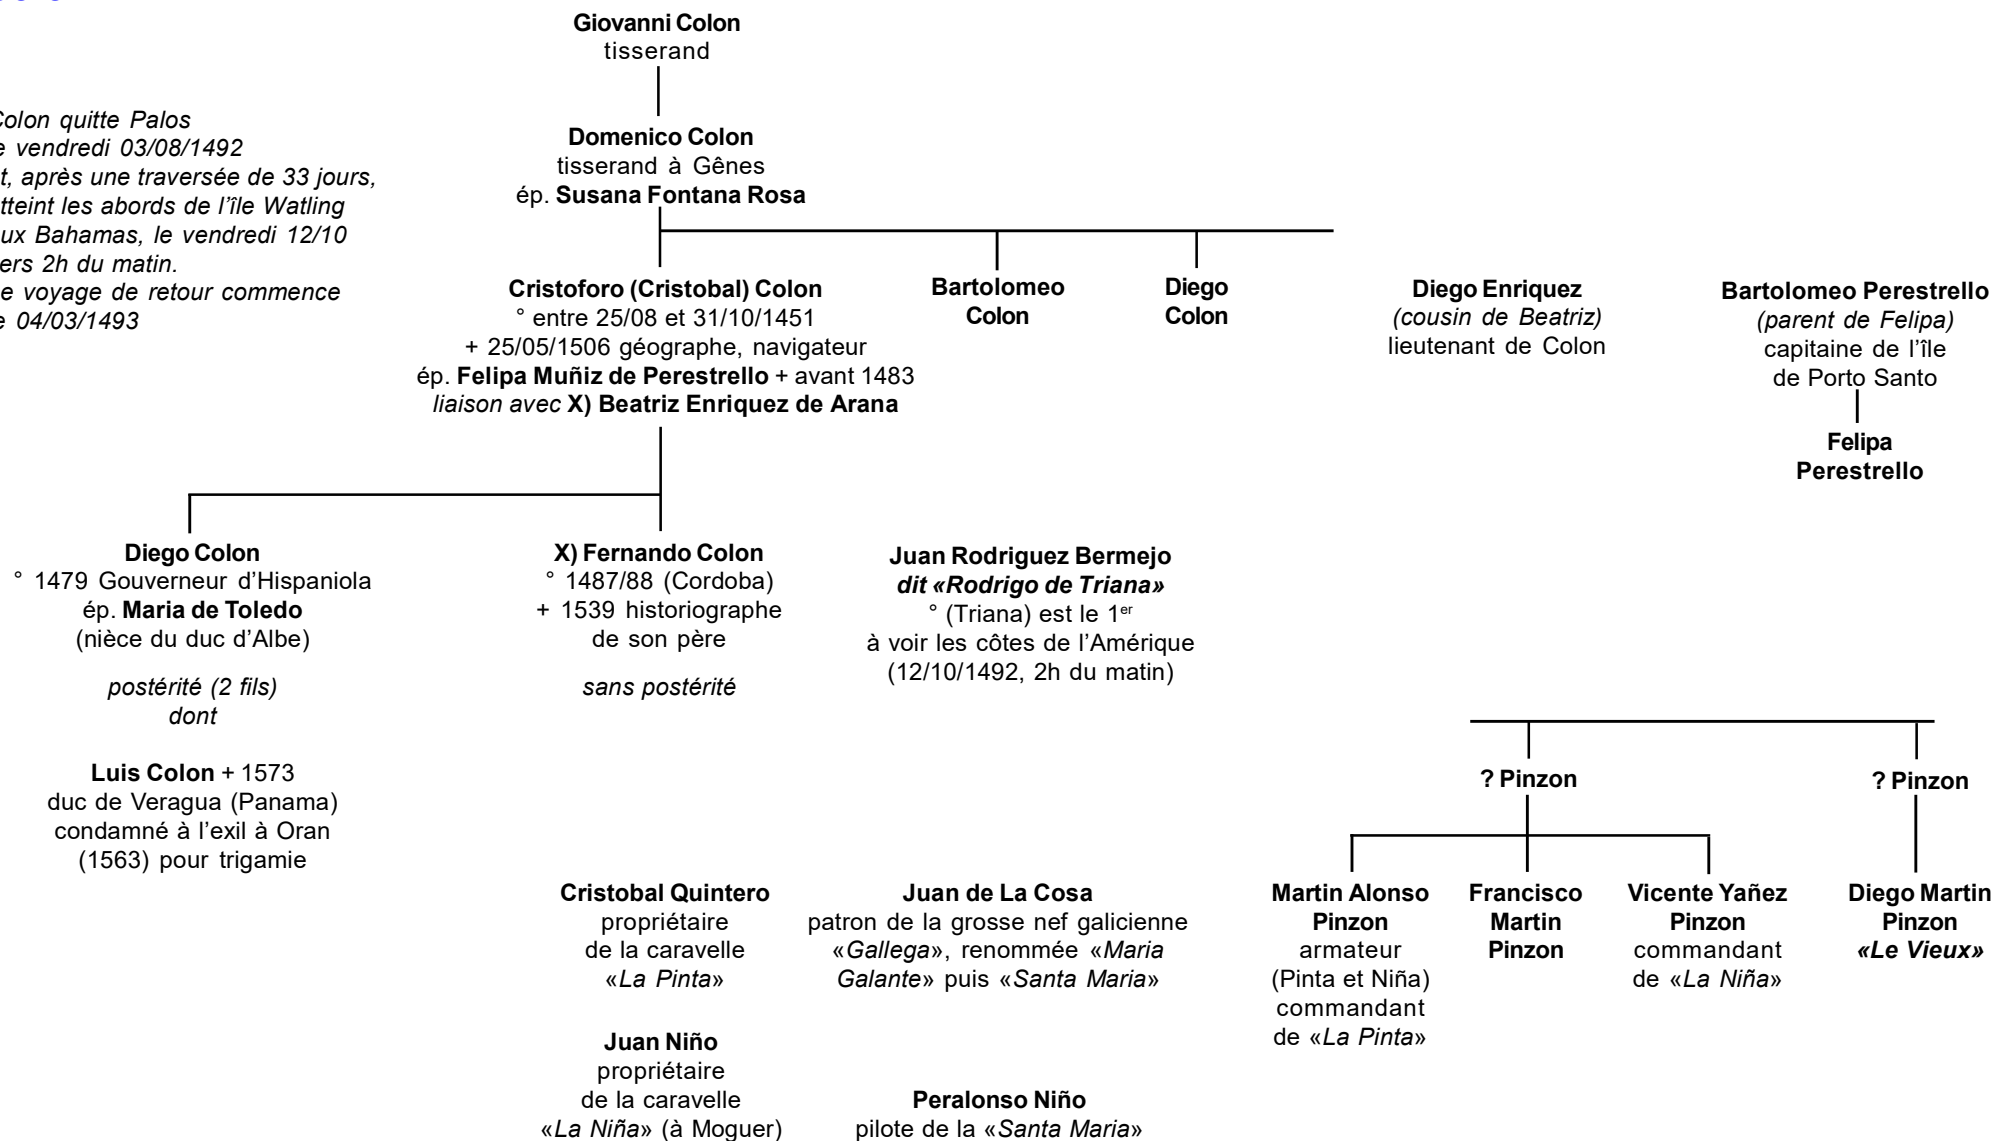 Giovanni Colon
tisserand
Colon quitte Palos
vendredi 03/08/1492
après une traversée de 33 jours,
les abords de l’île Watling
Bahamas, le vendredi 12/10
2h du matin.
voyage de retour commence
04/03/1493
Domenico Colon
tisserand à Gênes
ép. Susana Fontana Rosa
Cristoforo (Cristobal) Colon
° entre 25/08 et 31/10/1451
+ 25/05/1506 géographe, navigateur
ép. Felipa Muñiz de Perestrello + avant 1483
liaison avec X) Beatriz Enriquez de Arana
Bartolomeo
Colon
Diego
Colon
Diego Enriquez
(cousin de Beatriz)
lieutenant de Colon
Bartolomeo Perestrello
(parent de Felipa)
capitaine de l’île
de Porto Santo
Felipa
Perestrello
Diego Colon
° 1479 Gouverneur d’Hispaniola
ép. Maria de Toledo
(nièce du duc d’Albe)
postérité (2 fils)
dont
Luis Colon + 1573
duc de Veragua (Panama)
condamné à l’exil à Oran
(1563) pour trigamie
X) Fernando Colon
° 1487/88 (Cordoba)
+ 1539 historiographe
de son père
sans postérité
Juan Rodriguez Bermejo
dit «Rodrigo de Triana»
° (Triana) est le 1er
à voir les côtes de l’Amérique
(12/10/1492, 2h du matin)
? Pinzon
? Pinzon
Cristobal Quintero
propriétaire
de la caravelle
«La Pinta»
Juan de La Cosa
patron de la grosse nef galicienne
«Gallega», renommée «Maria
Galante» puis «Santa Maria»
Martin Alonso
Pinzon
armateur
(Pinta et Niña)
commandant
de «La Pinta»
Francisco
Martin
Pinzon
Vicente Yañez
Pinzon
commandant
de «La Niña»
Diego Martin
Pinzon
«Le Vieux»
Juan Niño
propriétaire
de la caravelle
«La Niña» (à Moguer)
Peralonso Niño
pilote de la «Santa Maria»